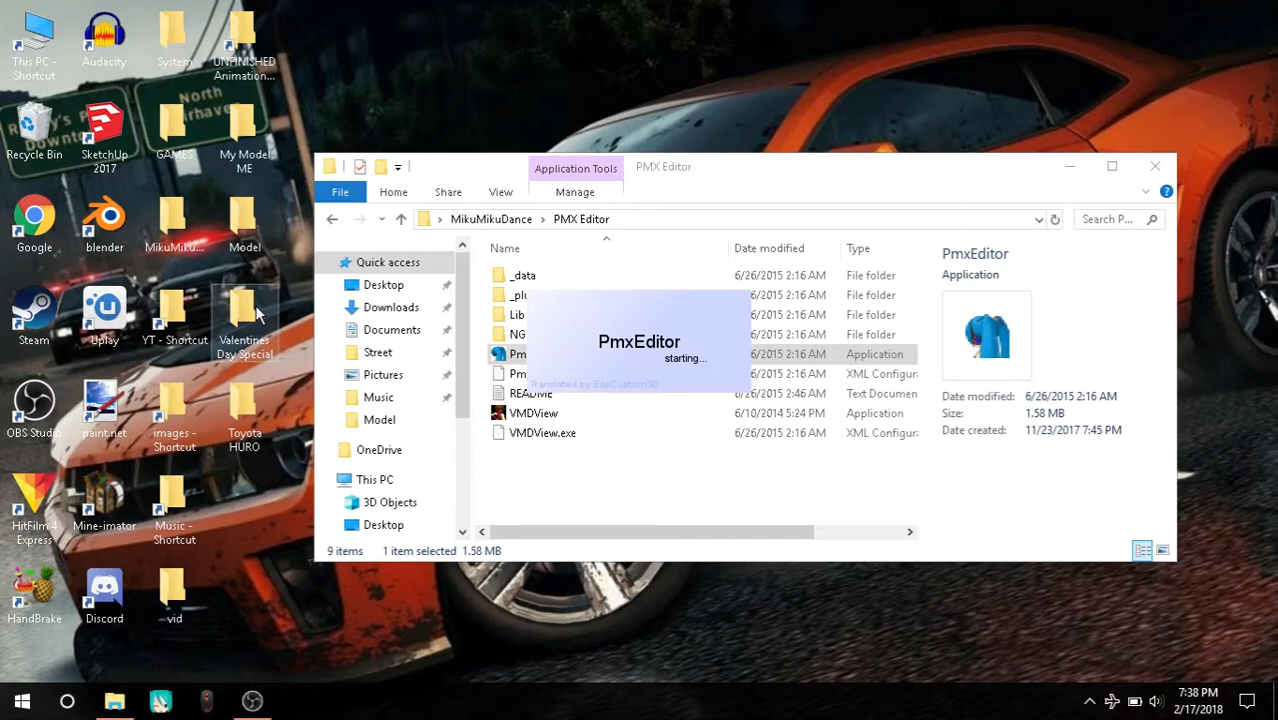 This PC -
Shortcut
Audacity
System
UNFINISHED
Animation...
Recycle Bin
SketchUp
2017
GAMES
My Model
ME
Google
blender
MikuMiku...
Model
Steam
Uplay
YT - Shortcut
Valentines
Day Special
OBS Studio
paint.net
images -
Shortcut
Toyota
HURO
HitFilm 4
Express
Mine-imator
Music -
Shortcut
HandBrake
Discord
vid
North
Application Tools
PMX Editor
File
Home
Share
View
Manage
MikuMikuDance > PMX Editor
Search P...
Quick access
Desktop
Downloads
Documents
Street
Pictures
Music
Model
OneDrive
This PC
3D Objects
Desktop
Name Date modified Type
_data 6/26/2015 2:16 AM File folder
_plu 6/26/2015 2:16 AM File folder
Lib 6/26/2015 2:16 AM File folder
NG 6/26/2015 2:16 AM File folder
Pm 6/26/2015 2:16 AM Application
Pm 6/26/2015 2:16 AM XML Configur
README 6/26/2015 2:46 AM Text Documen
VMDView 6/10/2014 5:24 PM Application
VMDView.exe 6/26/2015 2:16 AM XML Configur
PmxEditor
starting...
Translated by EosCustom3D
PmxEditor
Application
Date modified: 6/26/2015 2:16 AM
Size: 1.58 MB
Date created: 11/23/2017 7:45 PM
9 items 1 item selected 1.58 MB
7:38 PM
2/17/2018